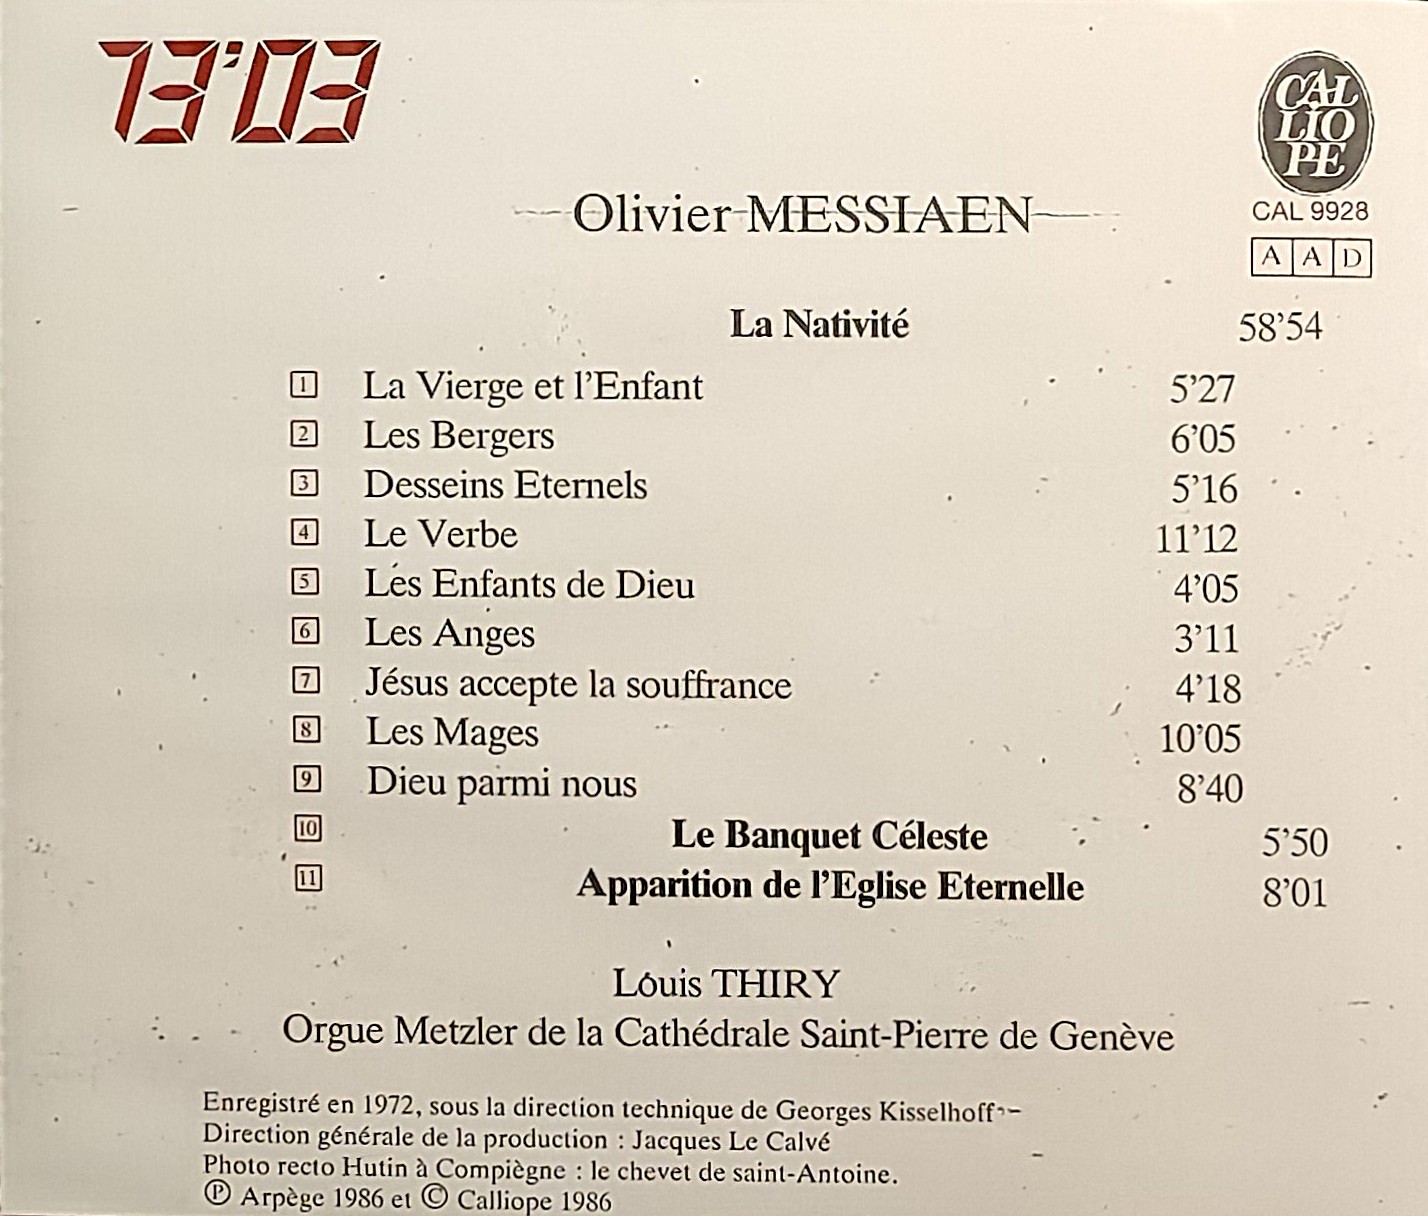 73'03
CAL
LIO
PE
CAL 9928
A A D
Olivier MESSIAEN
La Nativité 58'54
1 La Vierge et l'Enfant 5'27
2 Les Bergers 6'05
3 Desseins Eternels 5'16
4 Le Verbe 11'12
5 Les Enfants de Dieu 4'05
6 Les Anges 3'11
7 Jésus accepte la souffrance 4'18
8 Les Mages 10'05
9 Dieu parmi nous 8'40
10 Le Banquet Céleste 5'50
11 Apparition de l'Eglise Eternelle 8'01
Louis THIRY
Orgue Metzler de la Cathédrale Saint-Pierre de Genève
Enregistré en 1972, sous la direction technique de Georges Kisselhoff
Direction générale de la production : Jacques Le Calvé
Photo recto Hutin à Compiègne : le chevet de saint-Antoine.
℗ Arpège 1986 et © Calliope 1986